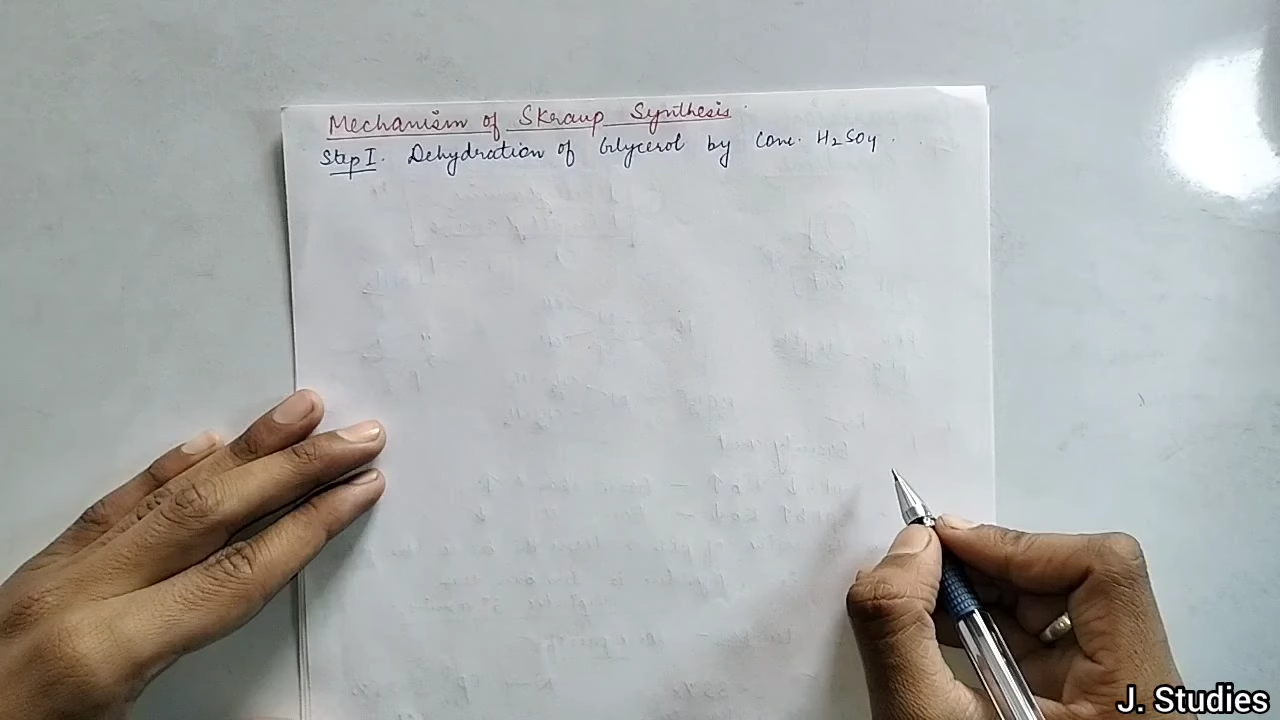 Mechanism of Skraup Synthesis
Step I. Dehydration of Glycerol by Conc. H₂SO₄.
J. Studies